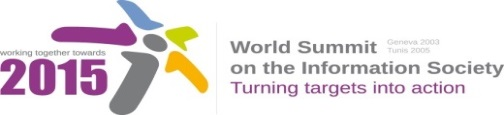 working together towards
2015
World Summit
Geneva 2003
Tunis 2005
on the Information Society
Turning targets into action